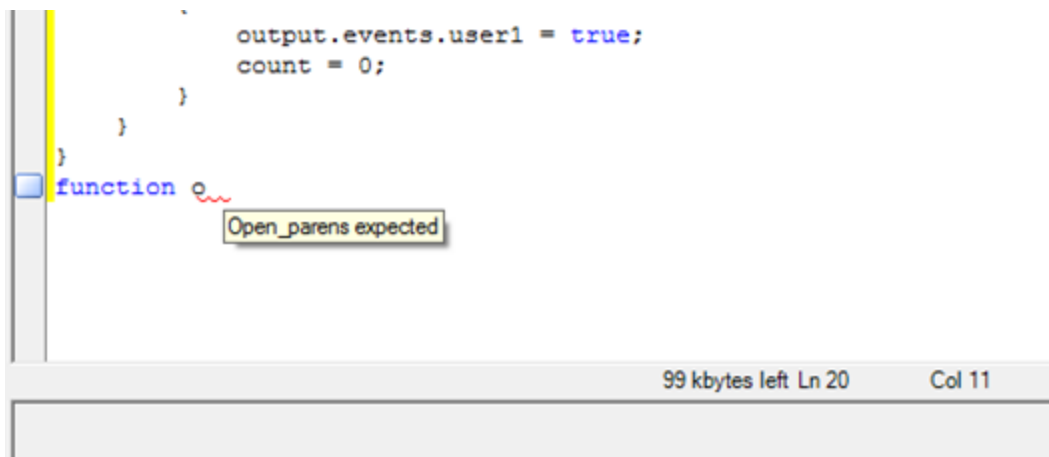 output.events.user1 = true;
count = 0;
}
}
}
function o
Open_parens expected
99 kbytes left Ln 20 Col 11